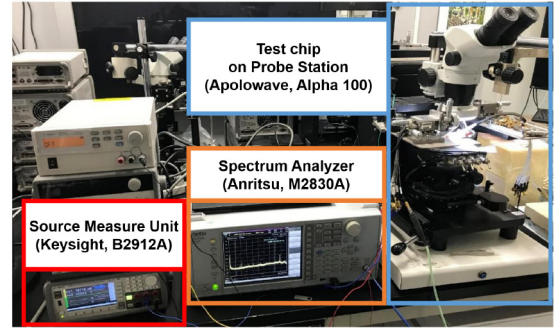 Test chip
on Probe Station
(Apolowave, Alpha 100)
Spectrum Analyzer
(Anritsu, M2830A)
Source Measure Unit
(Keysight, B2912A)